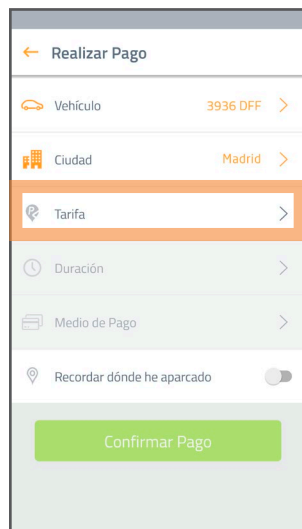 Realizar Pago
Vehículo 3936 DFF
Ciudad Madrid
Tarifa
Duración
Medio de Pago
Recordar dónde he aparcado
Confirmar Pago